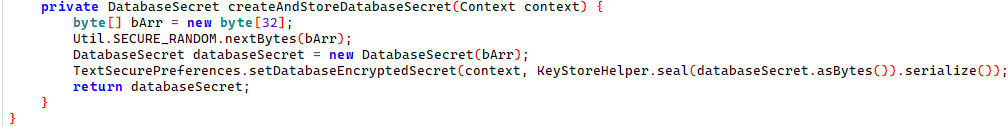 private DatabaseSecret createAndStoreDatabaseSecret(Context context) {
byte[] bArr = new byte[32];
Util.SECURE_RANDOM.nextBytes(bArr);
DatabaseSecret databaseSecret = new DatabaseSecret(bArr);
TextSecurePreferences.setDatabaseEncryptedSecret(context, KeyStoreHelper.seal(databaseSecret.asBytes()).serialize());
return databaseSecret;
}
}